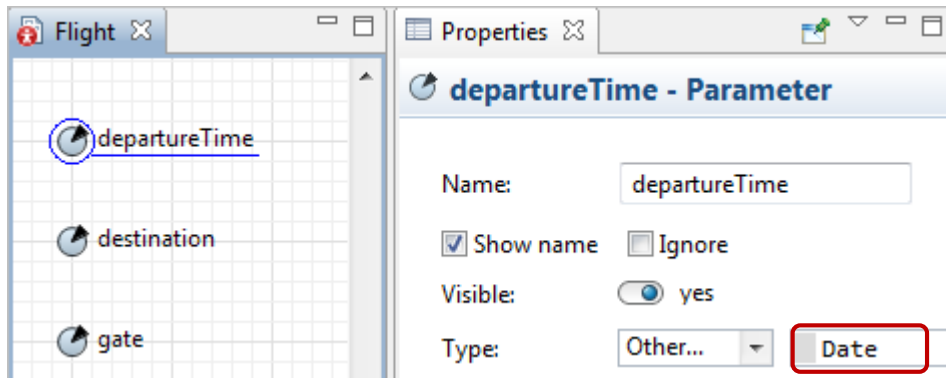 Flight
departureTime
destination
gate
Properties
departureTime - Parameter
Name: departureTime
Show name Ignore
Visible: yes
Type: Other... Date